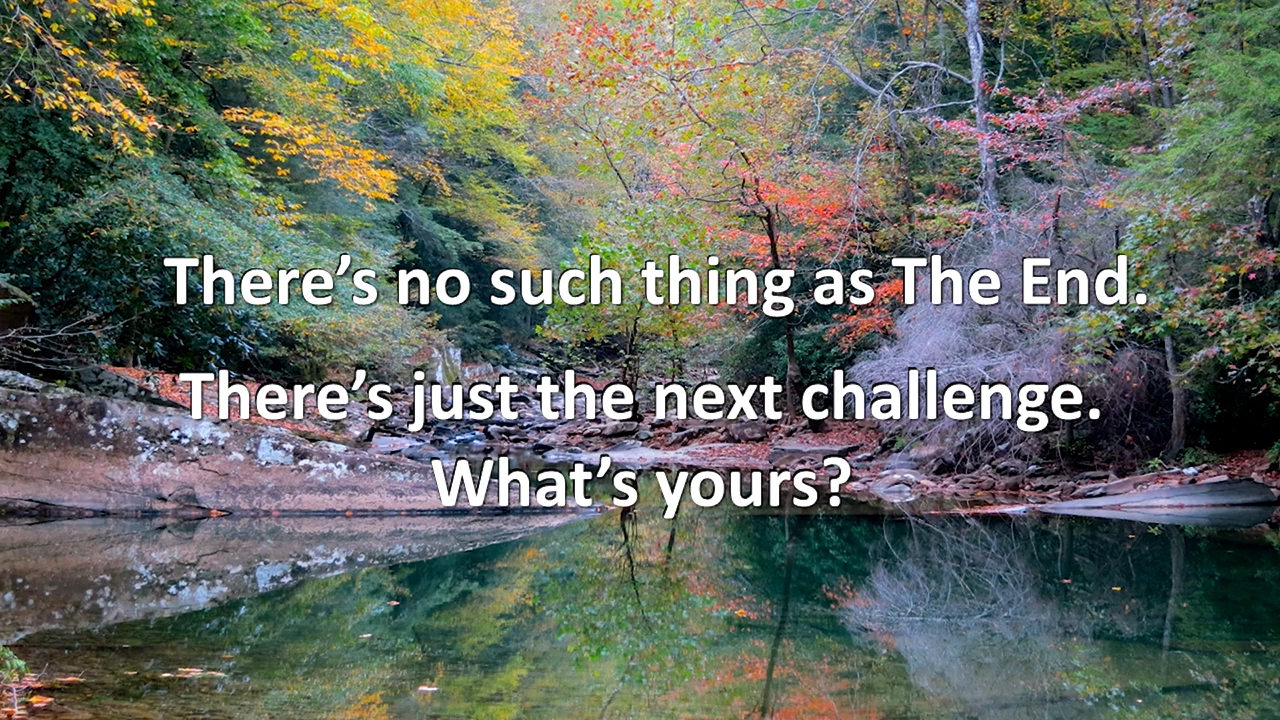 There’s no such thing as The End.
There’s just the next challenge.
What’s yours?